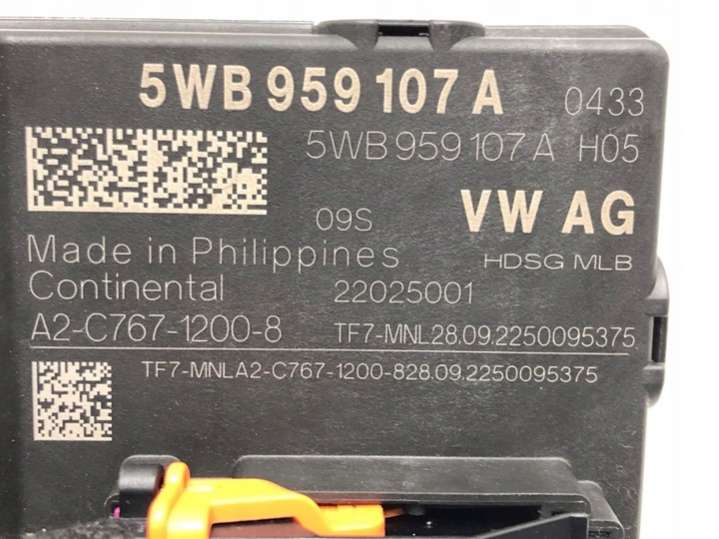 5WB 959 107 A 0433
5WB 959 107 A H05
09S VW AG
Made in Philippines HDSG MLB
Continental 22025001
A2-C767-1200-8 TF7-MNL28.09.2250095375
TF7-MNLA2-C767-1200-828.09.2250095375